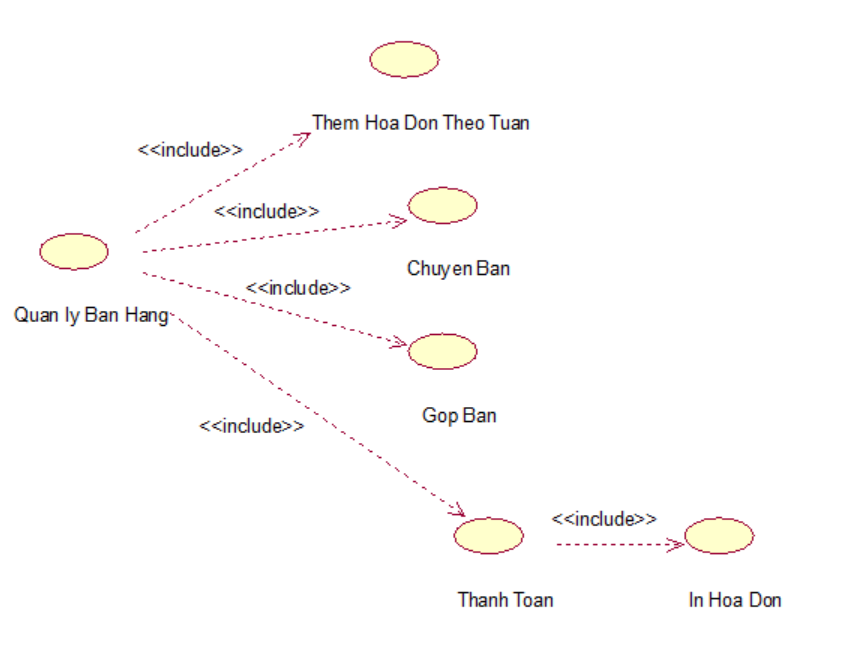 Them Hoa Don Theo Tuan
<<include>>
<<include>>
Chuyen Ban
<<include>>
Quan ly Ban Hang
Gop Ban
<<include>>
<<include>>
Thanh Toan
In Hoa Don